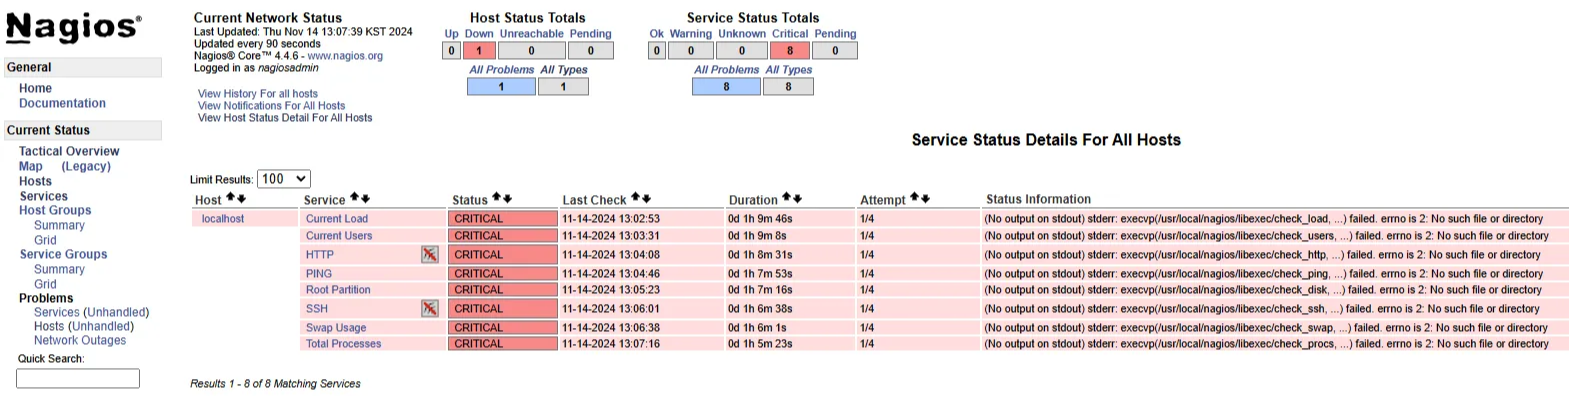 Nagios®
General
Home
Documentation
Current Status
Tactical Overview
Map (Legacy)
Hosts
Services
Host Groups
Summary
Grid
Service Groups
Summary
Grid
Problems
Services (Unhandled)
Hosts (Unhandled)
Network Outages
Quick Search:
Current Network Status
Last Updated: Thu Nov 14 13:07:39 KST 2024
Updated every 90 seconds
Nagios® Core™ 4.4.6 - www.nagios.org
Logged in as nagiosadmin
View History For all hosts
View Notifications For All Hosts
View Host Status Detail For All Hosts
Host Status Totals
Up Down Unreachable Pending
0 1 0 0
All Problems All Types
1 1
Service Status Totals
Ok Warning Unknown Critical Pending
0 0 0 8 0
All Problems All Types
8 8
Service Status Details For All Hosts
Limit Results: 100
Host Service Status Last Check Duration Attempt Status Information
localhost Current Load CRITICAL 11-14-2024 13:02:53 0d 1h 9m 46s 1/4 (No output on stdout) stderr: execvp(/usr/local/nagios/libexec/check_load, ...) failed. errno is 2: No such file or directory
Current Users CRITICAL 11-14-2024 13:03:31 0d 1h 9m 8s 1/4 (No output on stdout) stderr: execvp(/usr/local/nagios/libexec/check_users, ...) failed. errno is 2: No such file or directory
HTTP CRITICAL 11-14-2024 13:04:08 0d 1h 8m 31s 1/4 (No output on stdout) stderr: execvp(/usr/local/nagios/libexec/check_http, ...) failed. errno is 2: No such file or directory
PING CRITICAL 11-14-2024 13:04:46 0d 1h 7m 53s 1/4 (No output on stdout) stderr: execvp(/usr/local/nagios/libexec/check_ping, ...) failed. errno is 2: No such file or directory
Root Partition CRITICAL 11-14-2024 13:05:23 0d 1h 7m 16s 1/4 (No output on stdout) stderr: execvp(/usr/local/nagios/libexec/check_disk, ...) failed. errno is 2: No such file or directory
SSH CRITICAL 11-14-2024 13:06:01 0d 1h 6m 38s 1/4 (No output on stdout) stderr: execvp(/usr/local/nagios/libexec/check_ssh, ...) failed. errno is 2: No such file or directory
Swap Usage CRITICAL 11-14-2024 13:06:38 0d 1h 6m 1s 1/4 (No output on stdout) stderr: execvp(/usr/local/nagios/libexec/check_swap, ...) failed. errno is 2: No such file or directory
Total Processes CRITICAL 11-14-2024 13:07:16 0d 1h 5m 23s 1/4 (No output on stdout) stderr: execvp(/usr/local/nagios/libexec/check_procs, ...) failed. errno is 2: No such file or directory
Results 1 - 8 of 8 Matching Services